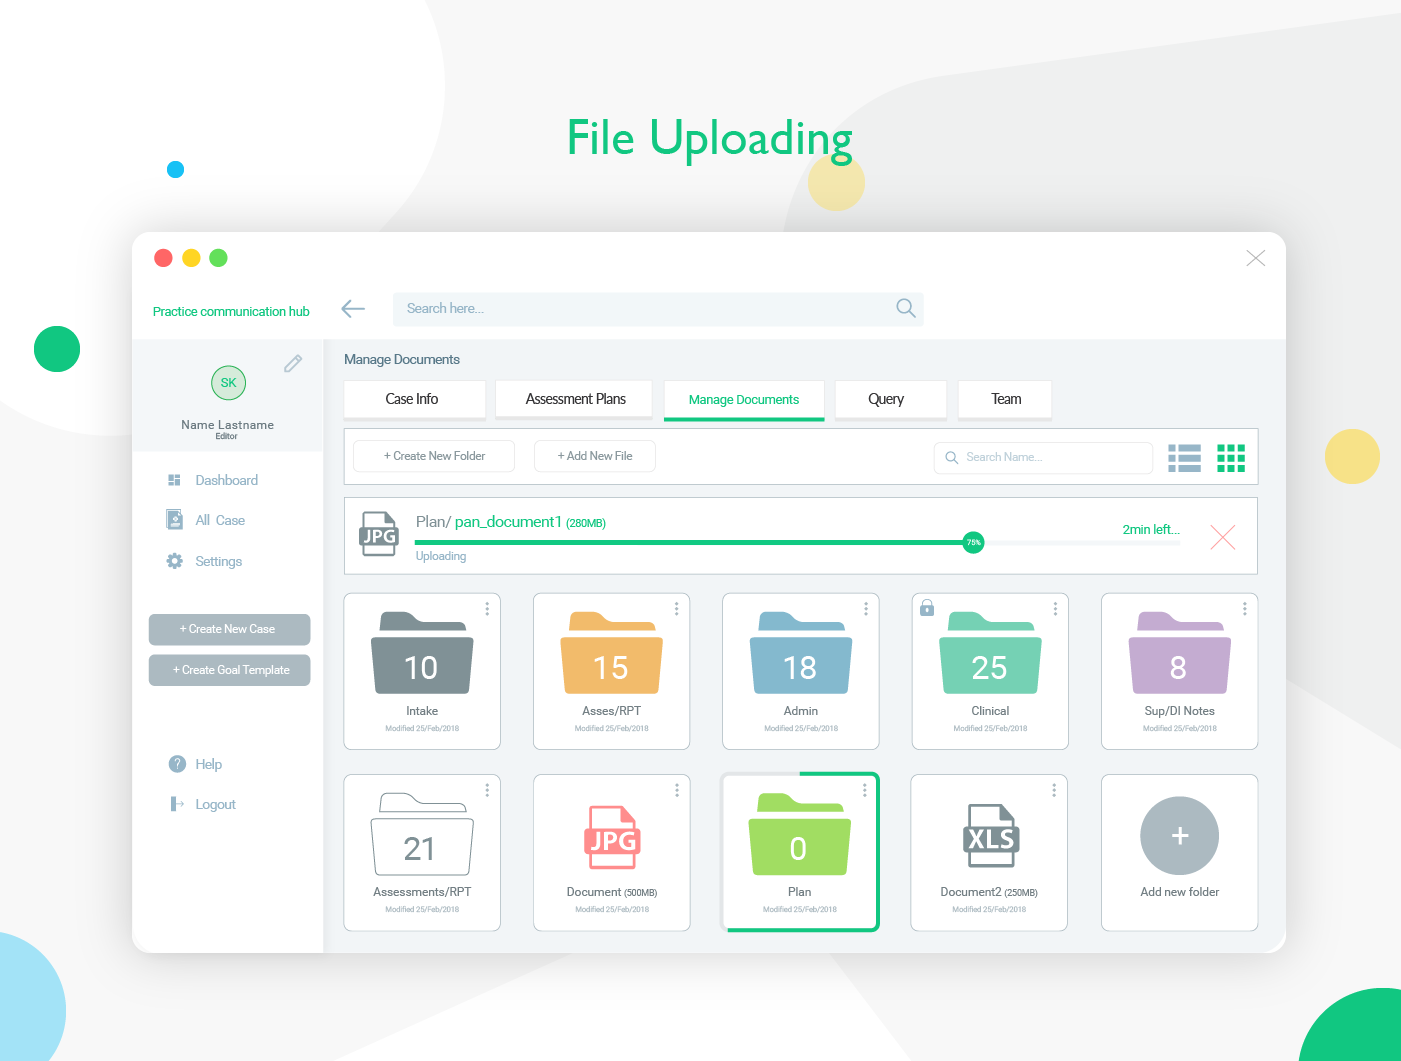 File Uploading
Practice communication hub
Search here...
SK
Name Lastname
Editor
Dashboard
All Case
Settings
+ Create New Case
+ Create Goal Template
? Help
Logout
Manage Documents
Case Info
Assessment Plans
Manage Documents
Query
Team
+ Create New Folder
+ Add New File
Search Name...
JPG
Plan/ pan_document1 (280MB)
75%
2min left...
Uploading
10
Intake
Modified 25/Feb/2018
15
Asses/RPT
Modified 25/Feb/2018
18
Admin
Modified 25/Feb/2018
25
Clinical
Modified 25/Feb/2018
8
Sup/DI Notes
Modified 25/Feb/2018
21
Assessments/RPT
Modified 25/Feb/2018
JPG
Document (500MB)
Modified 25/Feb/2018
0
Plan
Modified 25/Feb/2018
XLS
Document2 (250MB)
Modified 25/Feb/2018
+
Add new folder